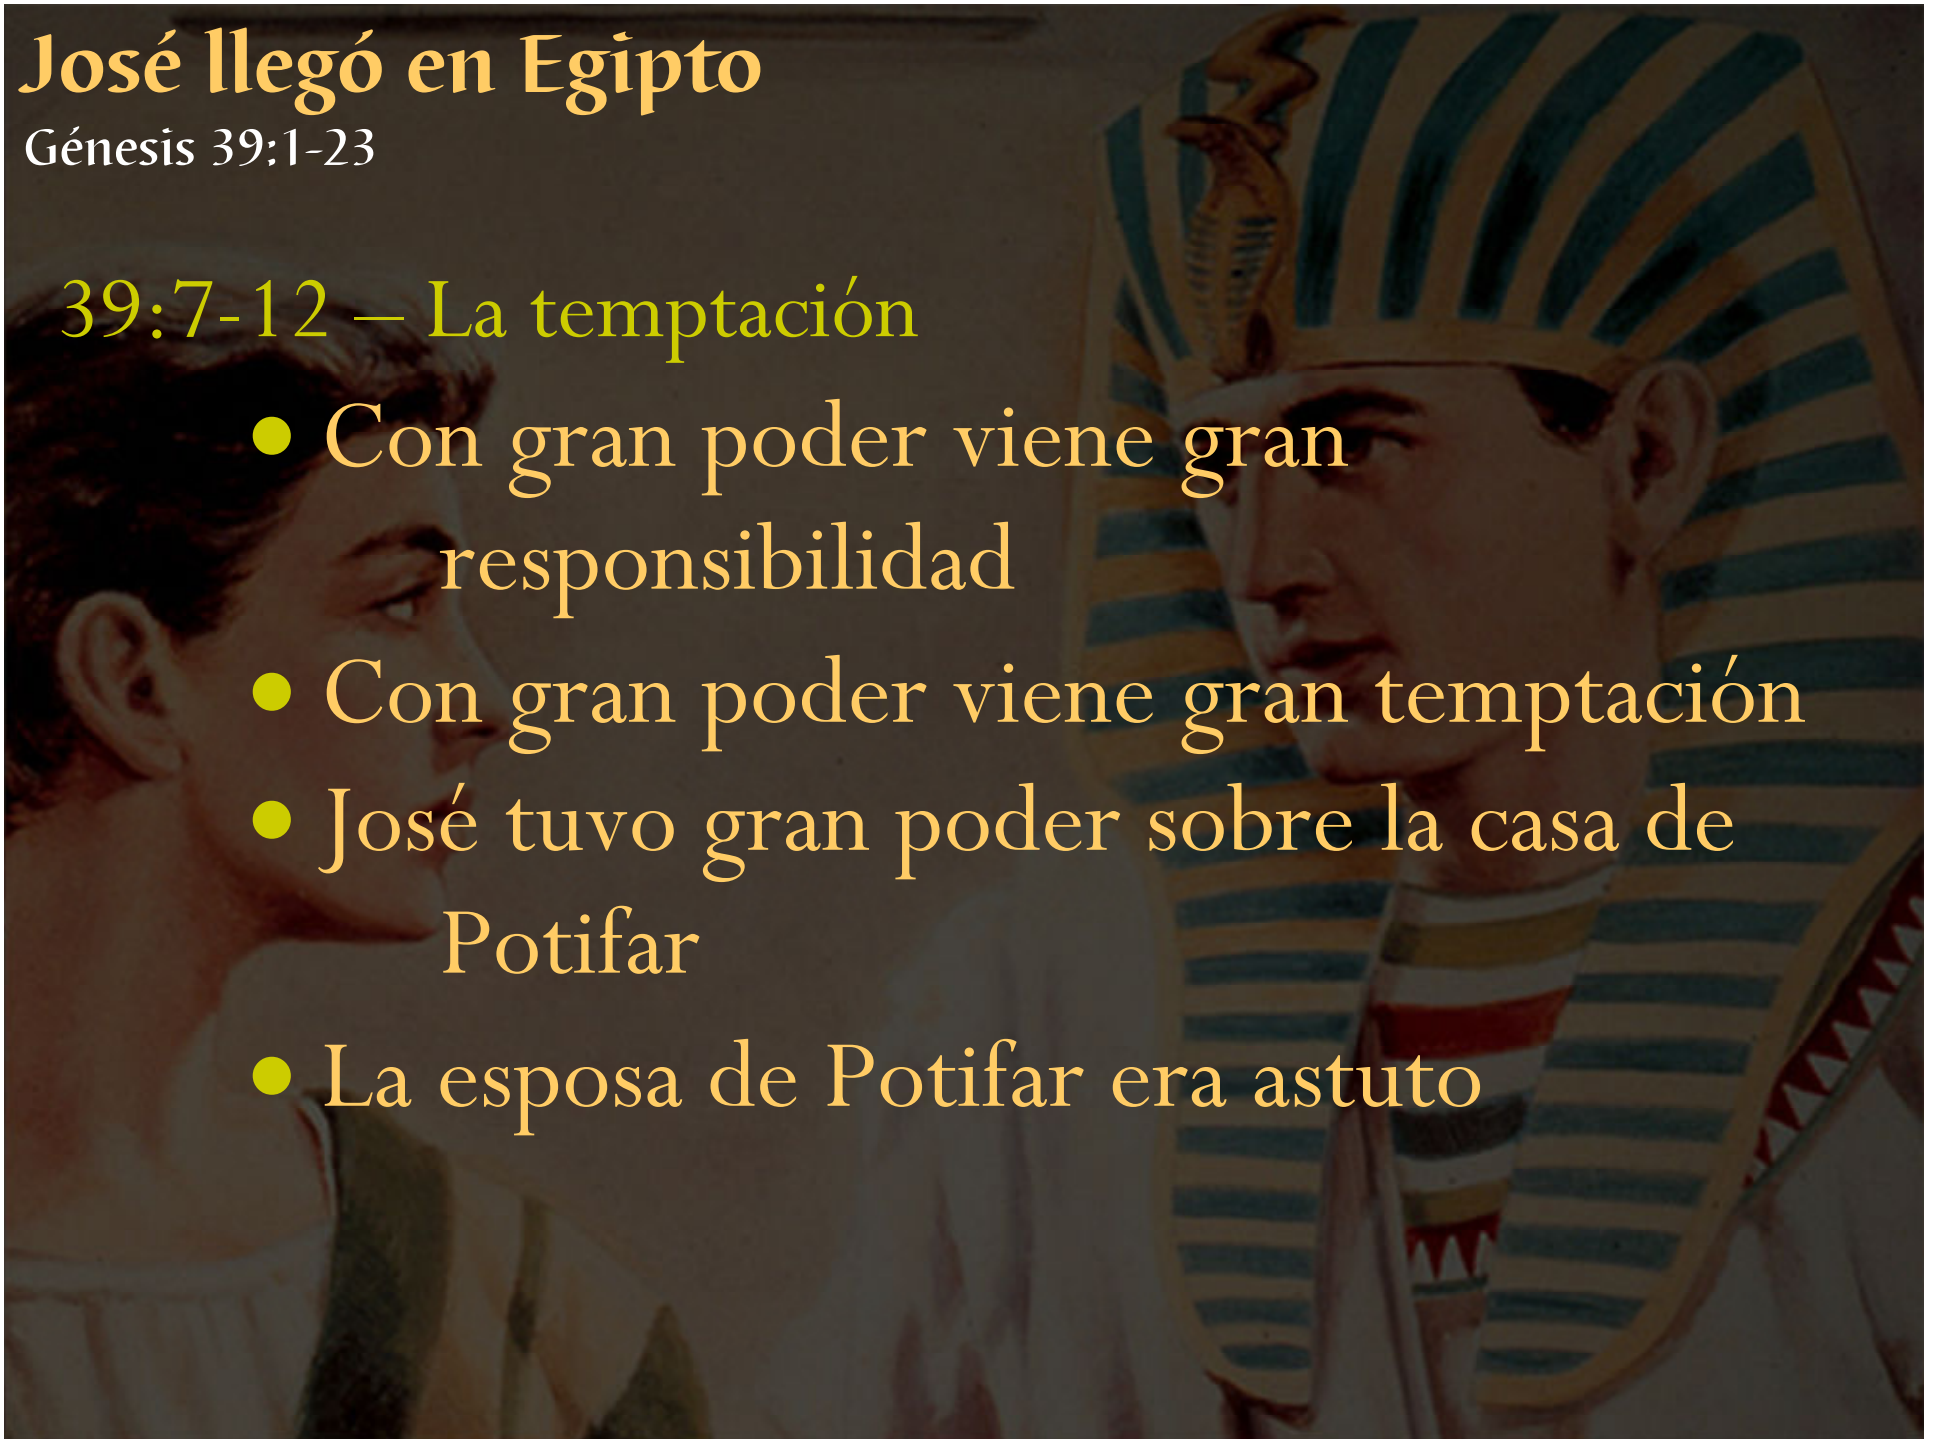 José llegó en Egipto
Génesis 39:1-23
39:7-12 – La temptación
• Con gran poder viene gran
responsibilidad
• Con gran poder viene gran temptación
• José tuvo gran poder sobre la casa de
Potifar
• La esposa de Potifar era astuto